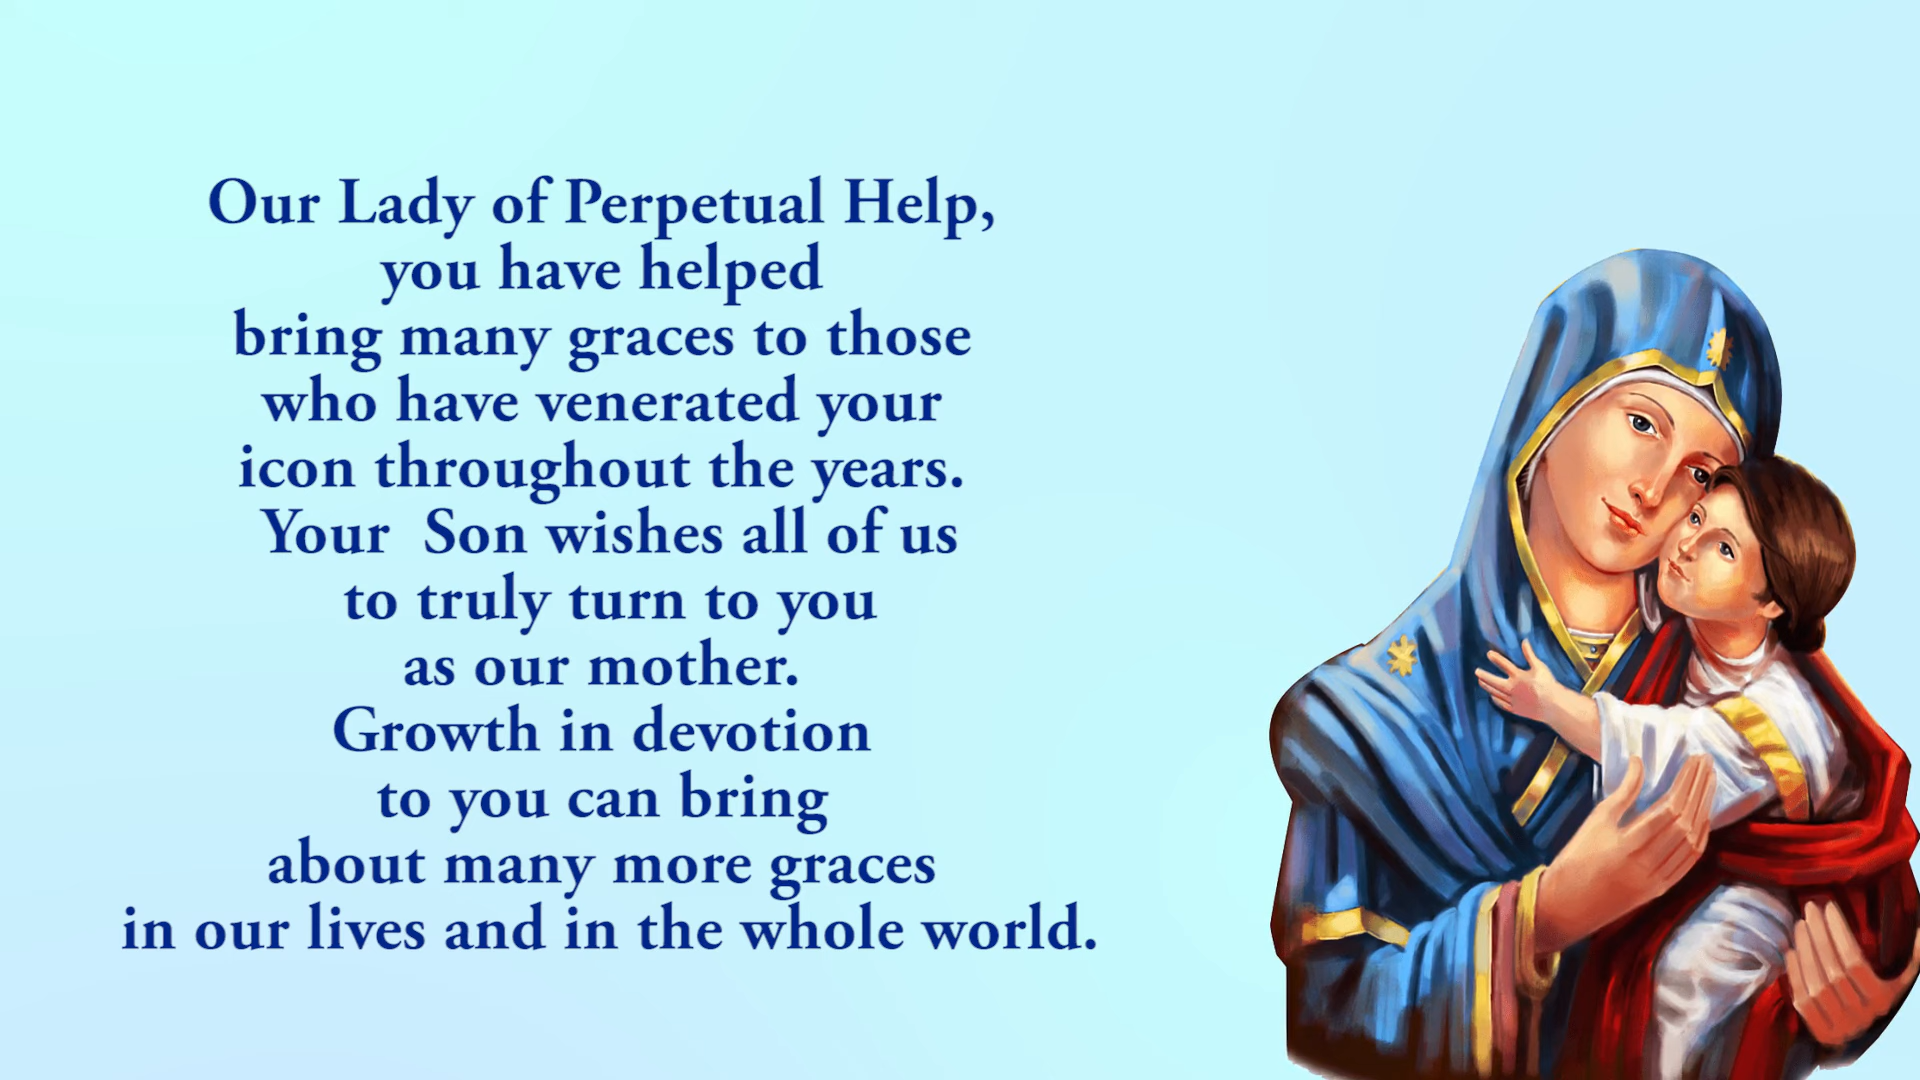 Our Lady of Perpetual Help,
you have helped
bring many graces to those
who have venerated your
icon throughout the years.
Your  Son wishes all of us
to truly turn to you
as our mother.
Growth in devotion
to you can bring
about many more graces
in our lives and in the whole world.